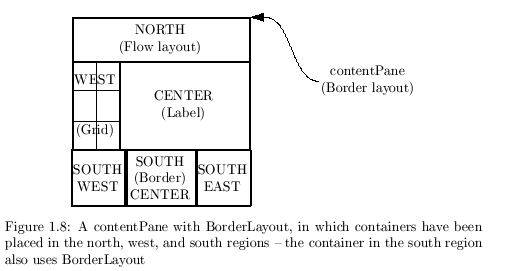 NORTH
(Flow layout)
contentPane
(Border layout)
WEST
(Grid)
CENTER
(Label)
SOUTH
WEST
SOUTH
(Border)
CENTER
SOUTH
EAST
Figure 1.8: A contentPane with BorderLayout, in which containers have been
placed in the north, west, and south regions – the container in the south region
also uses BorderLayout